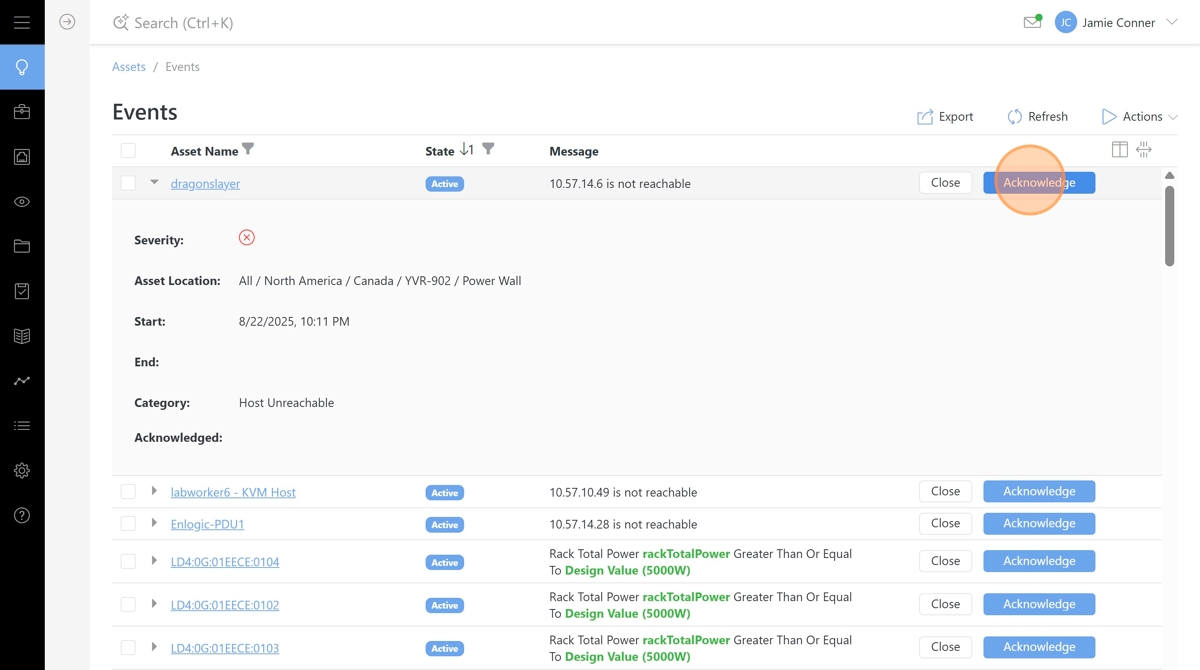 Search (Ctrl+K)
JC Jamie Conner
Assets / Events
Events
Export Refresh Actions
Asset Name State 1 Message
dragonslayer Active 10.57.14.6 is not reachable Close Acknowledge
Severity:
Asset Location: All / North America / Canada / YVR-902 / Power Wall
Start: 8/22/2025, 10:11 PM
End:
Category: Host Unreachable
Acknowledged:
labworker6 - KVM Host Active 10.57.10.49 is not reachable Close Acknowledge
Enlogic-PDU1 Active 10.57.14.28 is not reachable Close Acknowledge
LD4:0G:01EECE:0104 Active Rack Total Power rackTotalPower Greater Than Or Equal Close Acknowledge
To Design Value (5000W)
LD4:0G:01EECE:0102 Active Rack Total Power rackTotalPower Greater Than Or Equal Close Acknowledge
To Design Value (5000W)
LD4:0G:01EECE:0103 Active Rack Total Power rackTotalPower Greater Than Or Equal Close Acknowledge
To Design Value (5000W)